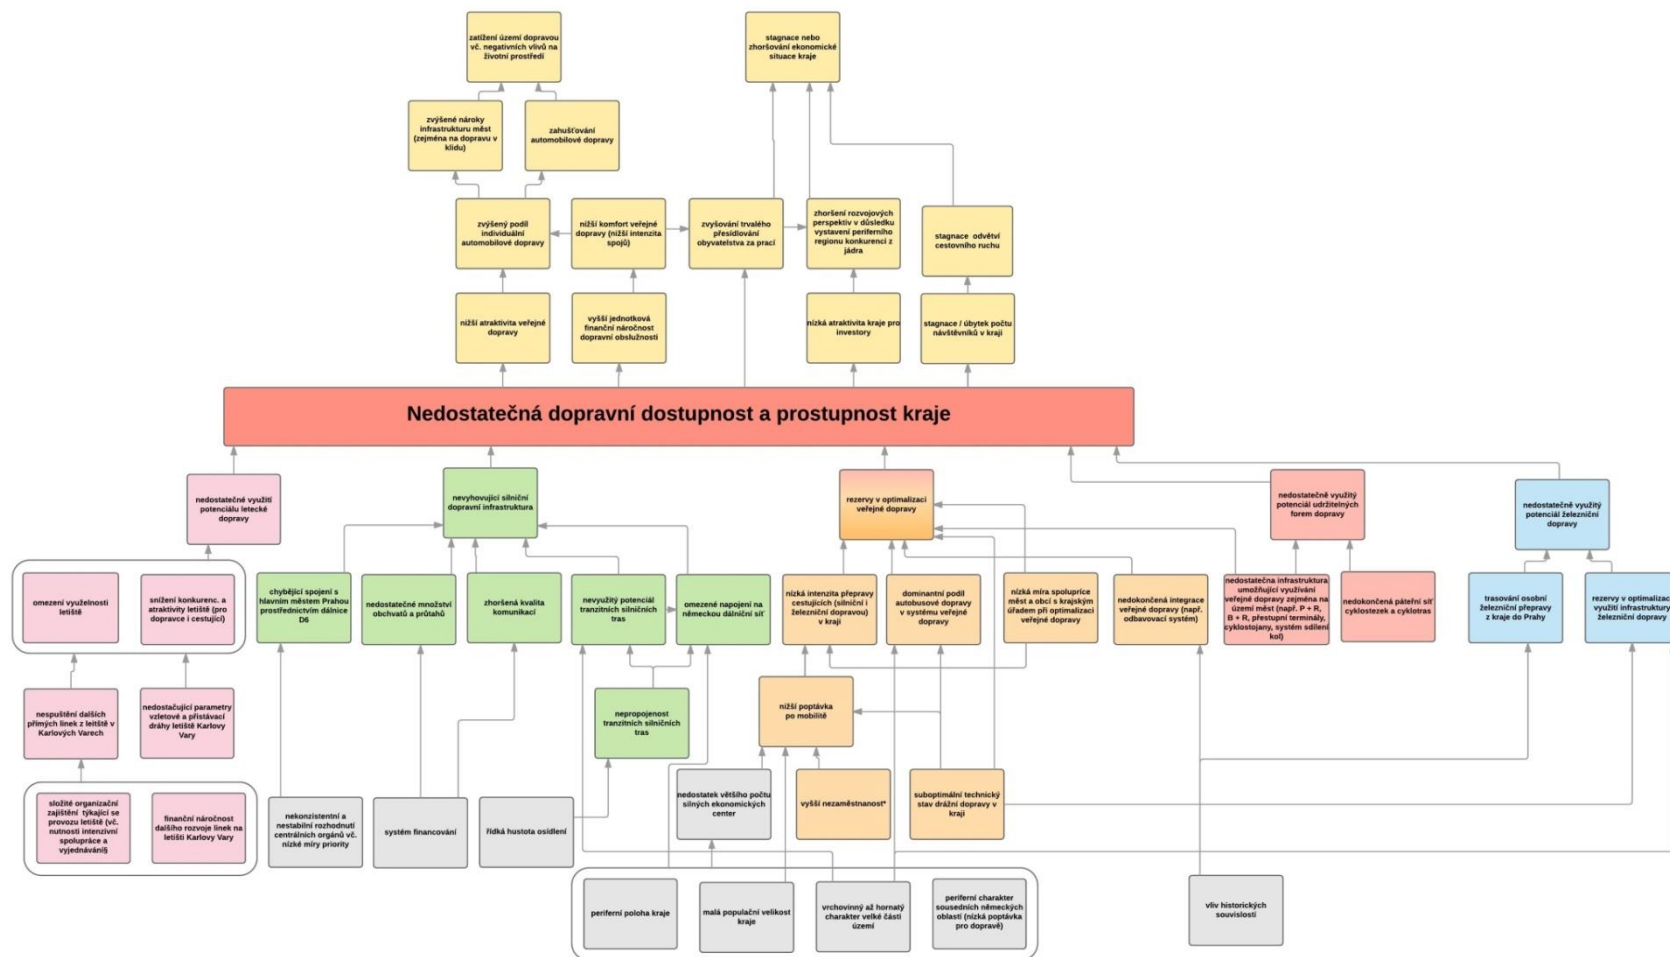 zatížení území dopravou
vč. negativních vlivů na
životní prostředí
stagnace nebo
zhoršování ekonomické
situace kraje
zvýšené nároky
infrastrukturu měst
(zejména na dopravu v
klidu)
zahušťování
automobilové dopravy
zvýšený podíl
individuální
automobilové dopravy
nižší komfort veřejné
dopravy (nižší intenzita
spojů)
zvyšování trvalého
přesídlování
obyvatelstva za prací
zhoršení rozvojových
perspektiv v důsledku
vystavení periferního
regionu konkurenci z
jádra
stagnace odvětví
cestovního ruchu
nižší atraktivita veřejné
dopravy
vyšší jednotková
finanční náročnost
dopravní obslužnosti
nízká atraktivita kraje pro
investory
stagnace / úbytek počtu
návštěvníků v kraji
Nedostatečná dopravní dostupnost a prostupnost kraje
nedostatečné využití
potenciálu letecké
dopravy
nevyhovující silniční
dopravní infrastruktura
rezervy v optimalizaci
veřejné dopravy
nedostatečně využitý
potenciál udržitelných
forem dopravy
nedostatečně využitý
potenciál železniční
dopravy
omezení využelnosti
letiště
snížení konkurenc. a
atraktivity letiště (pro
dopravce i cestující)
chybějící spojení s
hlavním městem Prahou
prostřednictvím dálnice
D6
nedostatečné množství
obchvatů a průtahů
zhoršená kvalita
komunikací
nevyužitý potenciál
tranzitních silničních
tras
omezené napojení na
německou dálniční síť
nízká intenzita přepravy
cestujících (silniční i
železniční dopravou)
v kraji
dominantní podíl
autobusové dopravy
v systému veřejné
dopravy
nízká míra spolupríce
měst a obcí s krajským
úřadem při optimalizaci
veřejné dopravy
nedokončená integrace
veřejné dopravy (např.
odbavovací systém)
nedostatečna infrastruktura
umožňující využívání
veřejné dopravy zejména na
území měst (např. P + R,
B + R, přestupní terminály,
cyklostojany, systém sdílení
kol)
nedokončená páteřní síť
cyklostezek a cyklotras
trasování osobní
železniční přepravy
z kraje do Prahy
rezervy v optimalizac
využití infrastruktury
železniční dopravy
nespuštění dalších
přímých linek z leitště v
Karlových Varech
nedostačující parametry
vzletové a přistávací
dráhy letiště Karlovy
Vary
nepropojenost
tranzitních silničních
tras
nižší poptávka
po mobilitě
složité organizační
zajištění týkající se
provozu letiště (vč.
nutnosti intenzivní
spolupráce a
vyjednávání§
finanční náročnost
dalšího rozvoje linek na
letišti Karlovy Vary
nekonzistentní a
nestabilní rozhodnutí
centrálních orgánů vč.
nízké míry priority
systém financování
řídká hustota osídlení
nedostatek většího počtu
silných ekonomických
center
vyšší nezaměstnanost*
suboptimální technický
stav drážní dopravy v
kraji
periferní poloha kraje
malá populační velikost
kraje
vrchovinný až hornatý
charakter velké části
území
periferní charakter
sousedních německých
oblastí (nízká poptávka
pro dopravě)
vliv historických
souvislostí